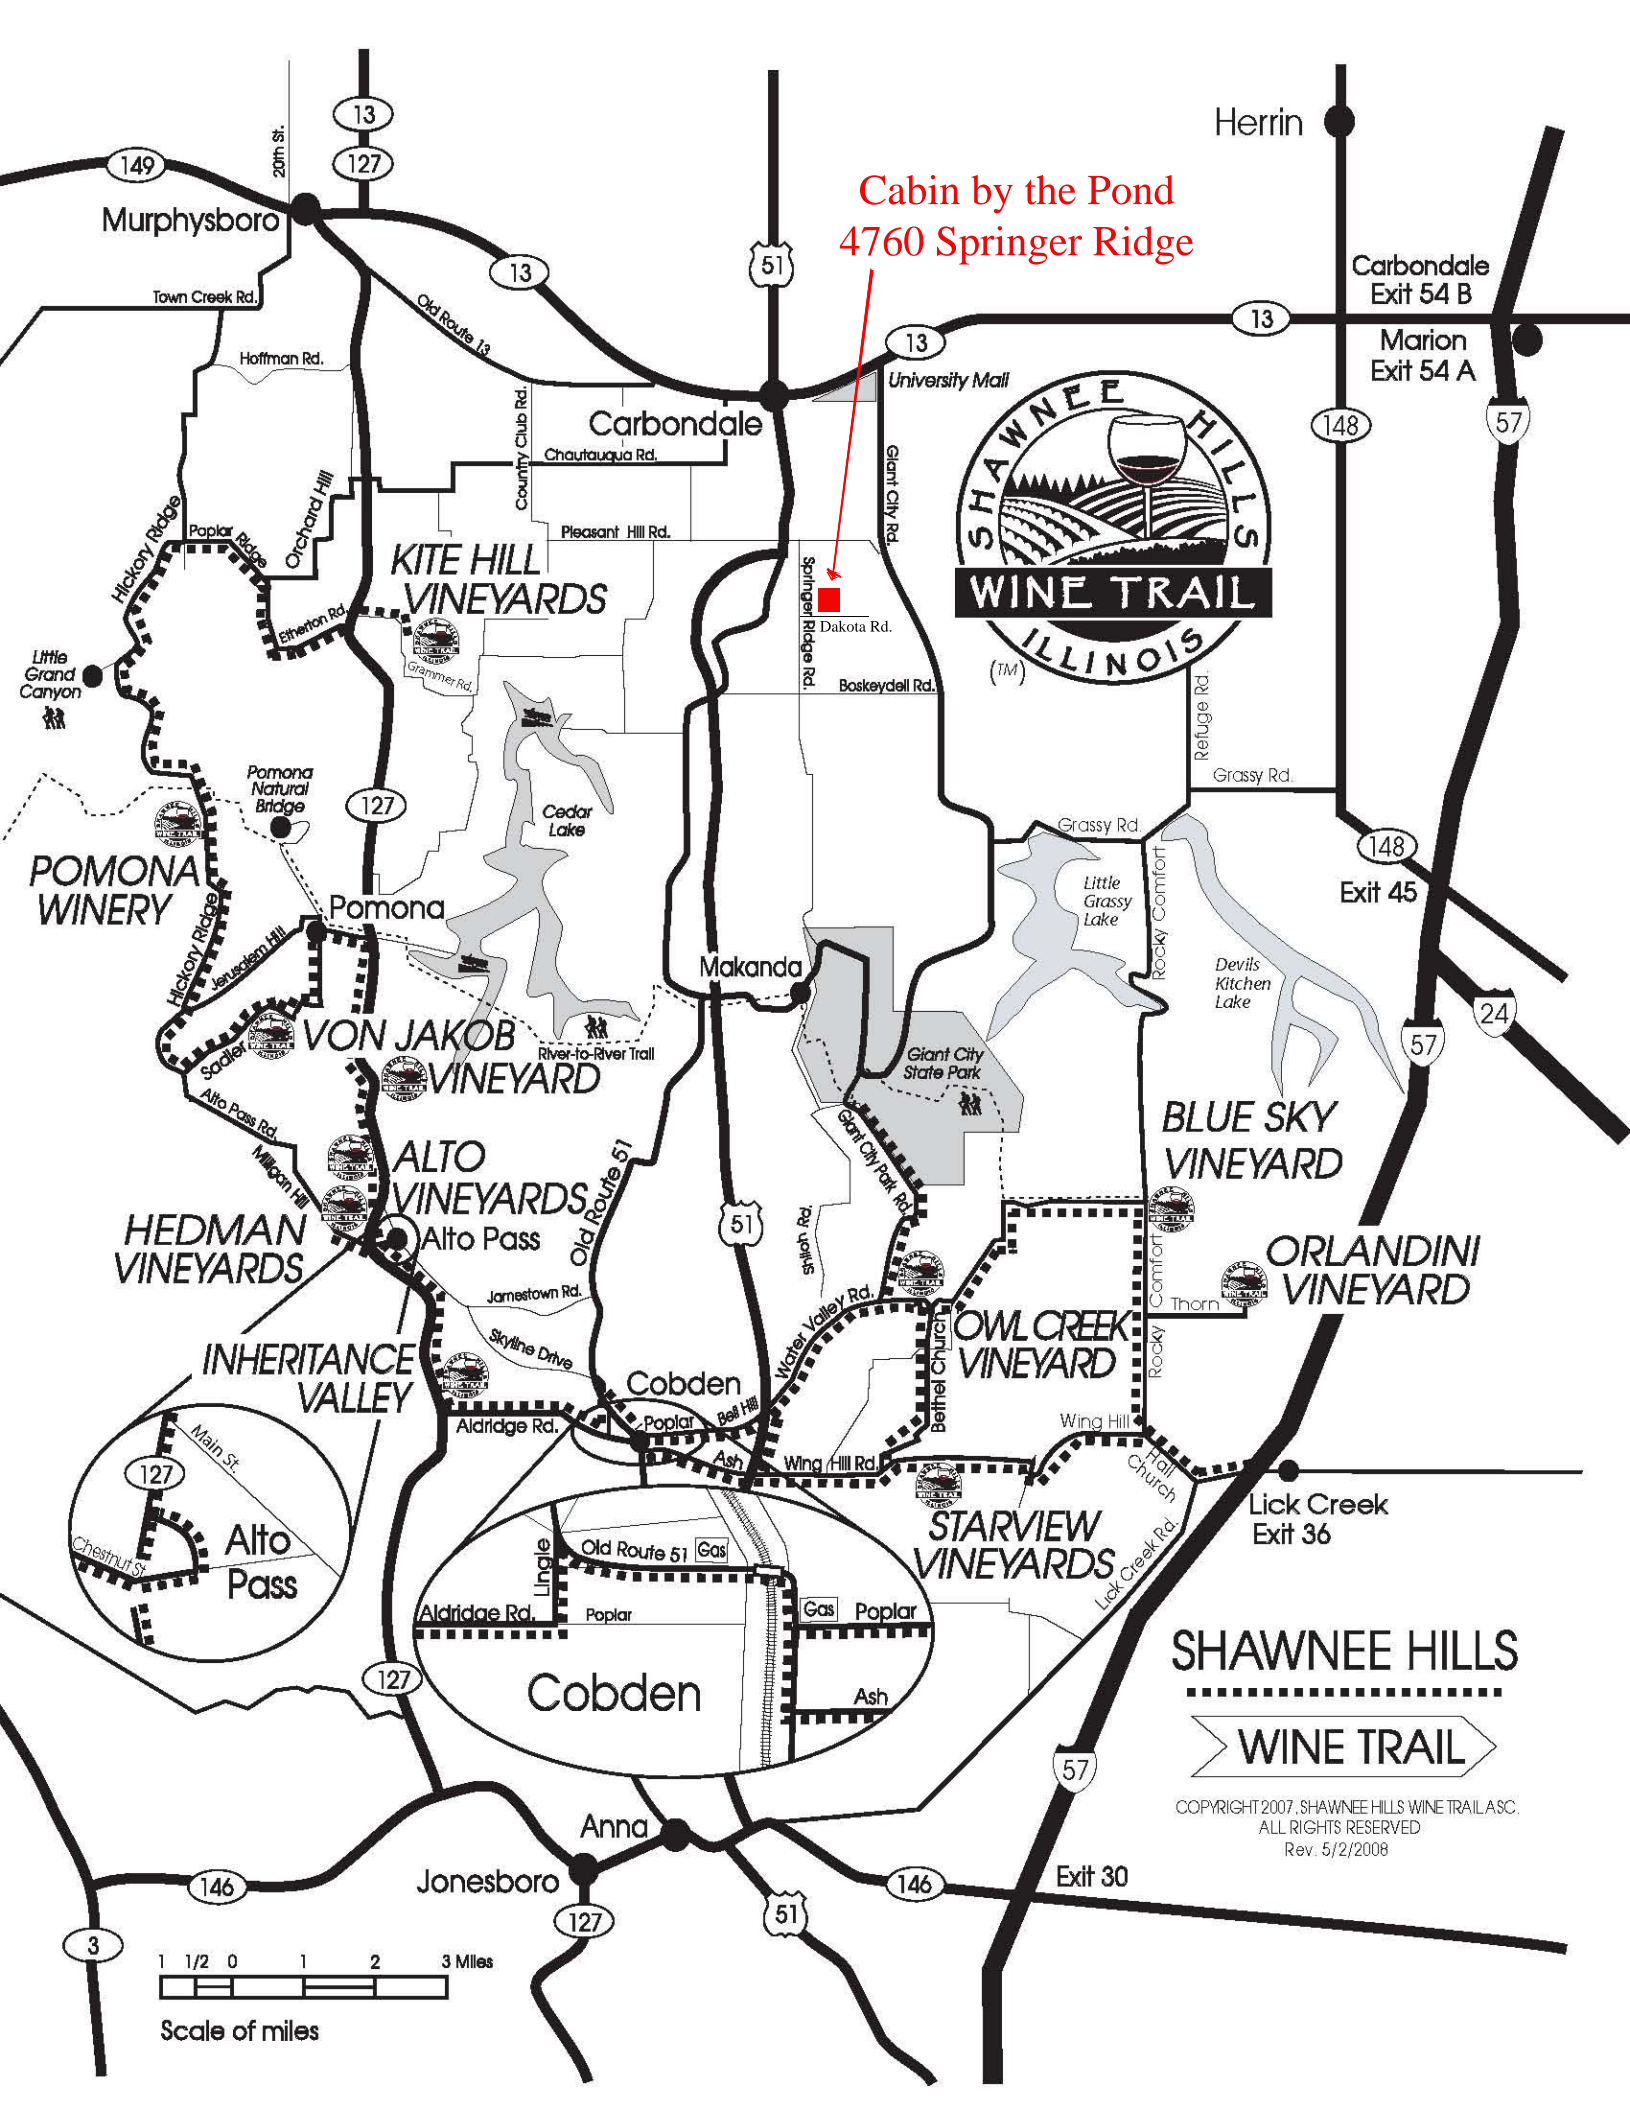 13
20th St.
149
127
Herrin
Cabin by the Pond
4760 Springer Ridge
Murphysboro
51
13
Carbondale
Exit 54 B
Town Creek Rd.
Old Route 13
13
13
Marion
Exit 54 A
Hoffman Rd.
University Mall
Country Club Rd.
Carbondale
SHAWNEE HILLS
WINE TRAIL
ILLINOIS
(TM)
148
57
Chautauqua Rd.
Giant City Rd.
Orchard Hill
Hickory Ridge
Poplar Ridge
Pleasant Hill Rd.
KITE HILL
VINEYARDS
Springer Ridge Rd.
Etherton Rd.
Dakota Rd.
Little
Grand
Canyon
Grammer Rd.
Boskeydell Rd.
Refuge Rd.
Grassy Rd.
Pomona
Natural
Bridge
127
Cedar
Lake
Grassy Rd.
148
POMONA
WINERY
Exit 45
Little
Grassy
Lake
Rocky Comfort
Pomona
Hickory Ridge
Jerusalem Hill
Makanda
Devils
Kitchen
Lake
24
57
Sadler
VON JAKOB
VINEYARD
River-to-River Trail
Giant City
State Park
Alto Pass Rd.
Giant City Park Rd.
BLUE SKY
VINEYARD
Milligan Hill
ALTO
VINEYARDS
Old Route 51
51
Shiloh Rd.
HEDMAN
VINEYARDS
Alto Pass
ORLANDINI
VINEYARD
Rocky Comfort
Thorn
Jamestown Rd.
Water Valley Rd.
Bethel Church
OWL CREEK
VINEYARD
Skyline Drive
INHERITANCE
VALLEY
Cobden
Aldridge Rd.
Poplar
Bell Hill
Ash
Wing Hill Rd.
Wing Hill
Hall
Church
Main St.
127
Chestnut St.
Alto
Pass
Lick Creek
Exit 36
STARVIEW
VINEYARDS
Lick Creek Rd.
Lingle
Old Route 51
Gas
Aldridge Rd.
Poplar
Gas
Poplar
Ash
Cobden
127
SHAWNEE HILLS
WINE TRAIL
57
COPYRIGHT 2007, SHAWNEE HILLS WINE TRAIL ASC.
ALL RIGHTS RESERVED
Rev. 5/2/2008
Anna
Jonesboro
146
146
Exit 30
127
51
3
1 1/2 0 1 2 3 Miles
Scale of miles